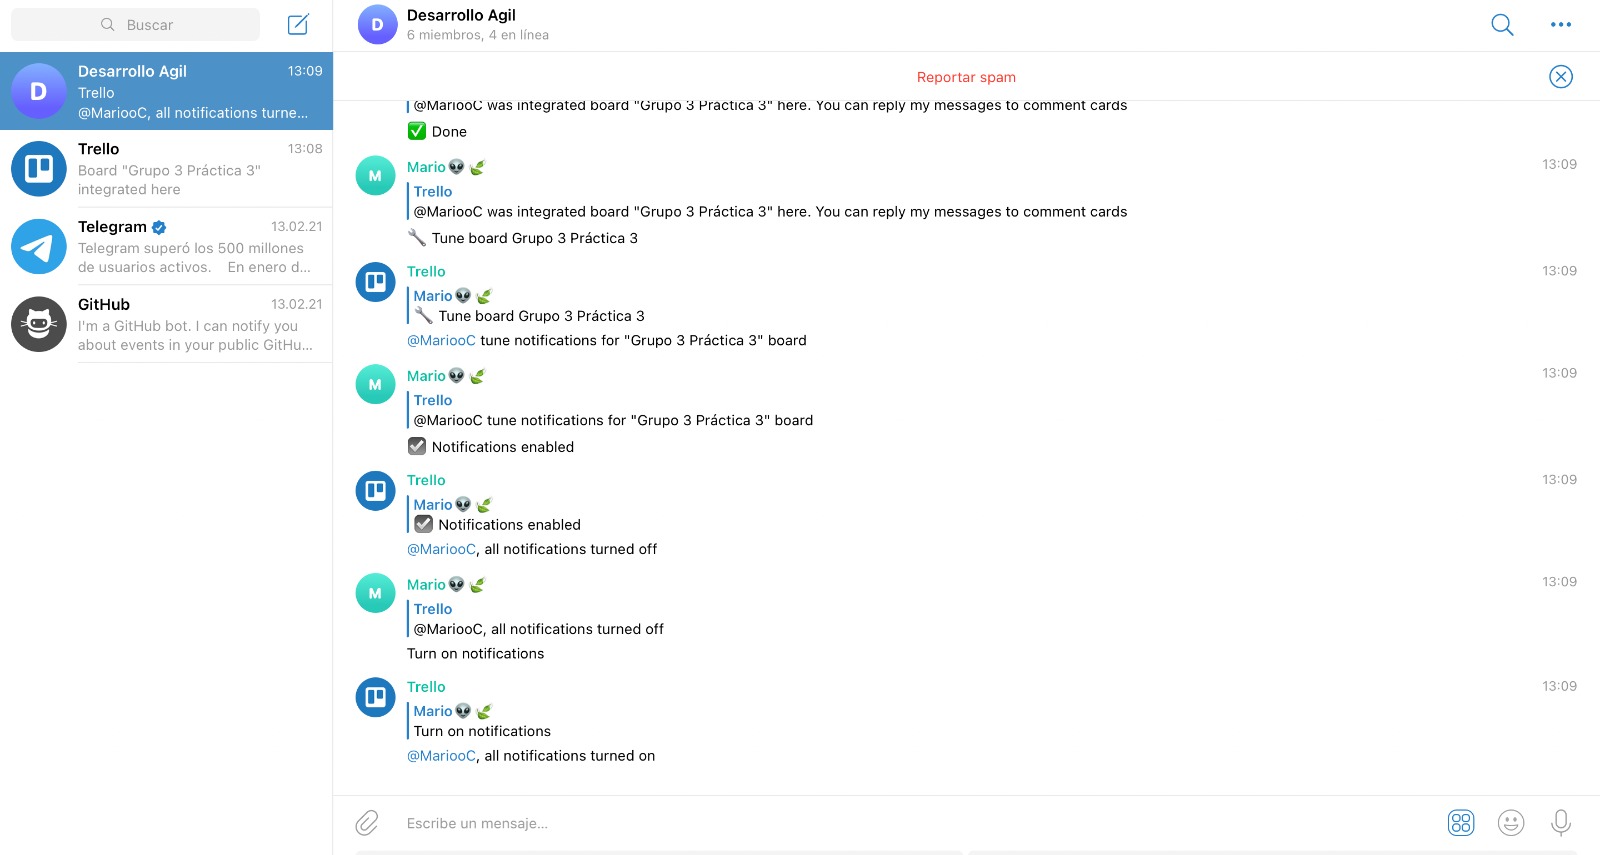 Buscar
Desarrollo Agil
13:09
Trello
@MariooC, all notifications turne...
Trello
13:08
Board "Grupo 3 Práctica 3"
integrated here
Telegram
13.02.21
Telegram superó los 500 millones
de usuarios activos. En enero d...
GitHub
13.02.21
I'm a GitHub bot. I can notify you
about events in your public GitHu...
D
D
Desarrollo Agil
6 miembros, 4 en línea
Reportar spam
@MariooC was integrated board "Grupo 3 Práctica 3" here. You can reply my messages to comment cards
✅ Done
M
Mario👽🍃
13:09
Trello
@MariooC was integrated board "Grupo 3 Práctica 3" here. You can reply my messages to comment cards
🔧 Tune board Grupo 3 Práctica 3
Trello
13:09
Mario👽🍃
🔧 Tune board Grupo 3 Práctica 3
@MariooC tune notifications for "Grupo 3 Práctica 3" board
M
Mario👽🍃
13:09
Trello
@MariooC tune notifications for "Grupo 3 Práctica 3" board
☑️ Notifications enabled
Trello
13:09
Mario👽🍃
☑️ Notifications enabled
@MariooC, all notifications turned off
M
Mario👽🍃
13:09
Trello
@MariooC, all notifications turned off
Turn on notifications
Trello
13:09
Mario👽🍃
Turn on notifications
@MariooC, all notifications turned on
Escribe un mensaje...